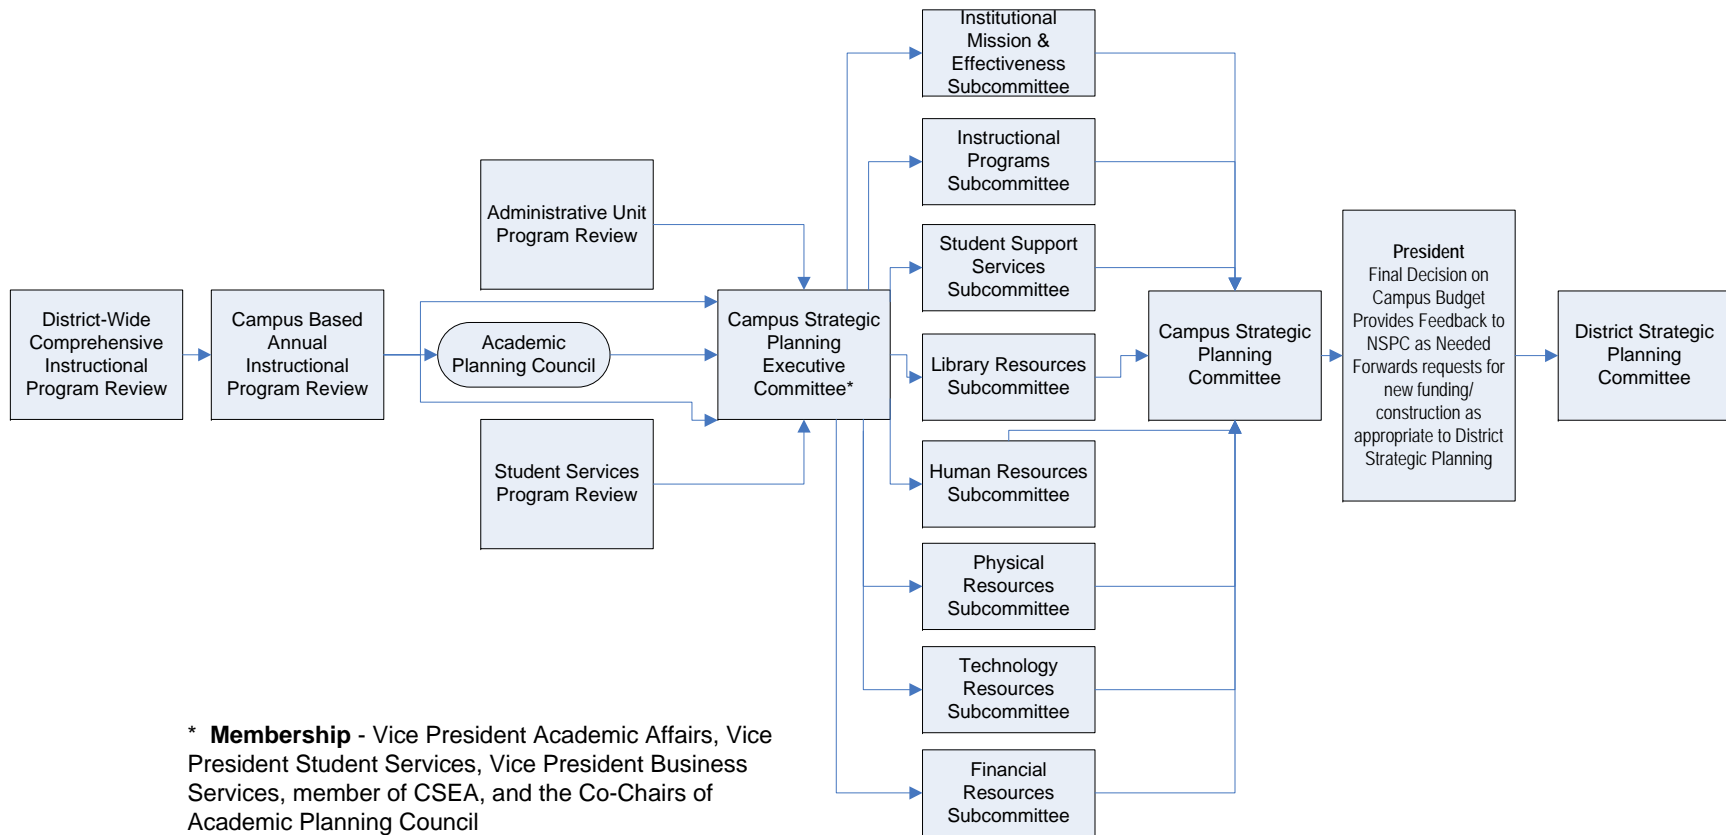 Institutional
Mission &
Effectiveness
Subcommittee
Instructional
Programs
Subcommittee
Administrative Unit
Program Review
Student Support
Services
Subcommittee
District-Wide
Comprehensive
Instructional
Program Review
Campus Based
Annual
Instructional
Program Review
Academic
Planning Council
Campus Strategic
Planning
Executive
Committee*
Library Resources
Subcommittee
Campus Strategic
Planning
Committee
President
Final Decision on
Campus Budget
Provides Feedback to
NSPC as Needed
Forwards requests for
new funding/
construction as
appropriate to District
Strategic Planning
District Strategic
Planning
Committee
Student Services
Program Review
Human Resources
Subcommittee
Physical
Resources
Subcommittee
Technology
Resources
Subcommittee
Financial
Resources
Subcommittee
* Membership - Vice President Academic Affairs, Vice
President Student Services, Vice President Business
Services, member of CSEA, and the Co-Chairs of
Academic Planning Council